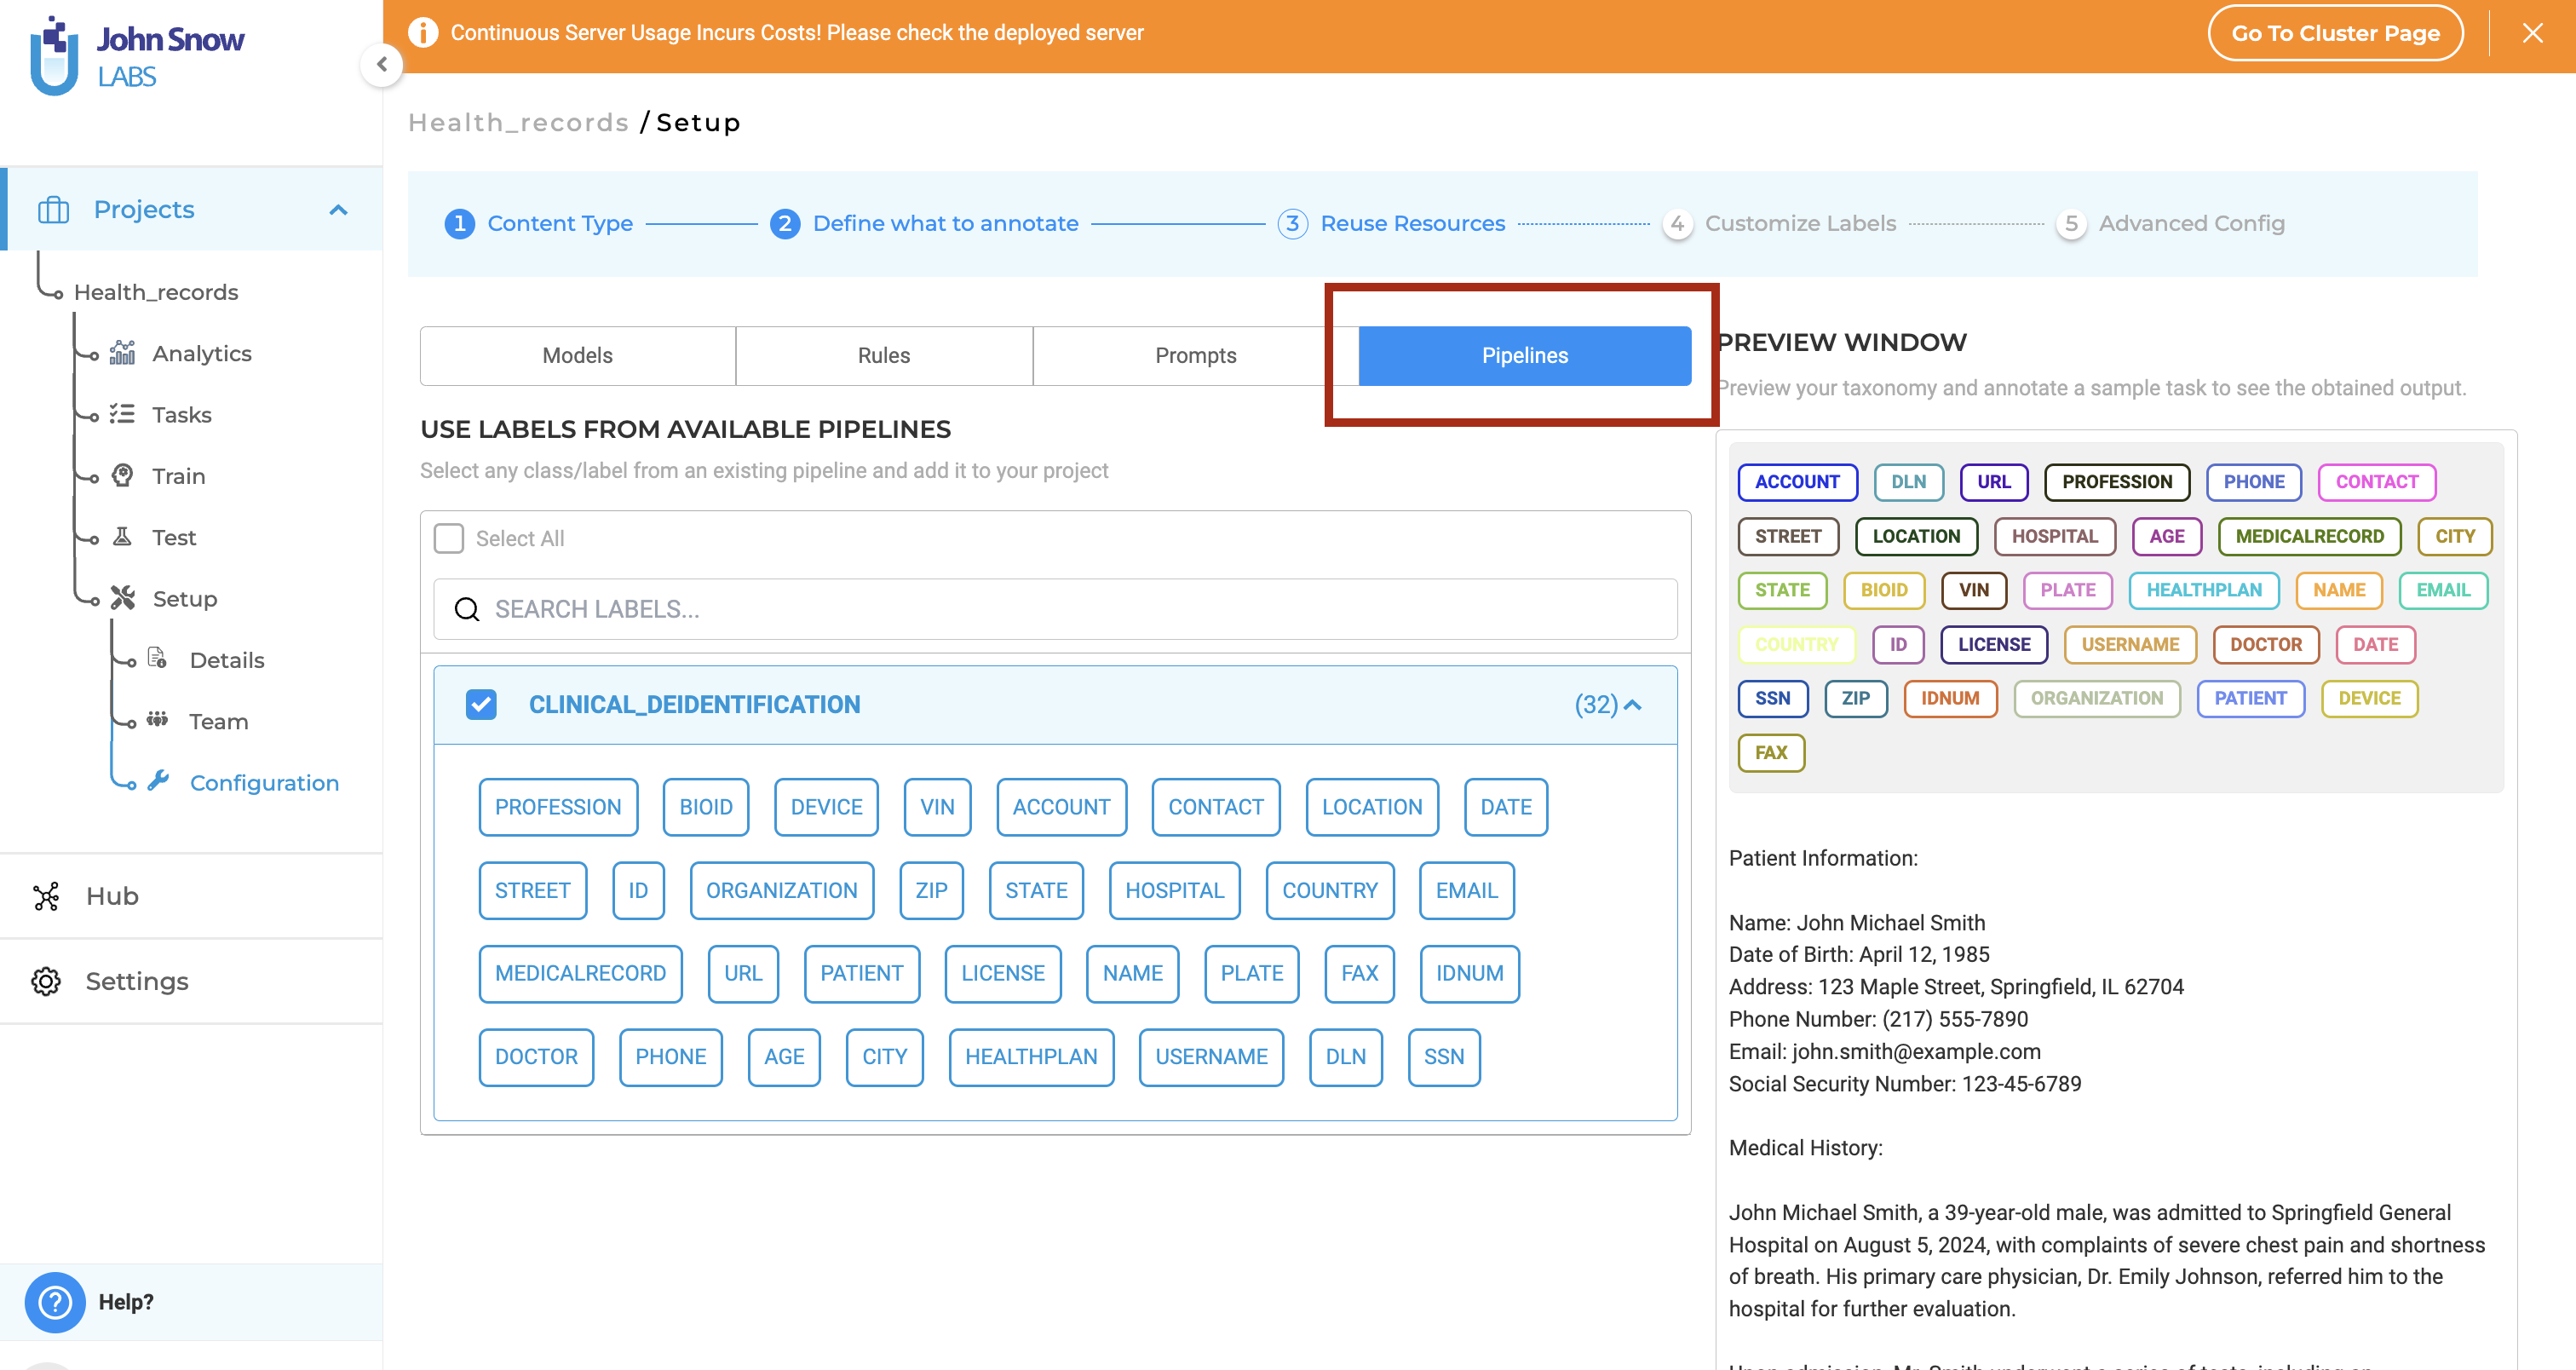 John Snow
LABS
Continuous Server Usage Incurs Costs! Please check the deployed server
Go To Cluster Page
Health_records / Setup
Projects
Health_records
Analytics
Tasks
Train
Test
Setup
Details
Team
Configuration
Hub
Settings
Help?
1 Content Type
2 Define what to annotate
3 Reuse Resources
4 Customize Labels
5 Advanced Config
Models Rules Prompts Pipelines
USE LABELS FROM AVAILABLE PIPELINES
Select any class/label from an existing pipeline and add it to your project
Select All
SEARCH LABELS...
CLINICAL_DEIDENTIFICATION (32)
PROFESSION BIOID DEVICE VIN ACCOUNT CONTACT LOCATION DATE
STREET ID ORGANIZATION ZIP STATE HOSPITAL COUNTRY EMAIL
MEDICALRECORD URL PATIENT LICENSE NAME PLATE FAX IDNUM
DOCTOR PHONE AGE CITY HEALTHPLAN USERNAME DLN SSN
PREVIEW WINDOW
Preview your taxonomy and annotate a sample task to see the obtained output.
ACCOUNT DLN URL PROFESSION PHONE CONTACT
STREET LOCATION HOSPITAL AGE MEDICALRECORD CITY
STATE BIOID VIN PLATE HEALTHPLAN NAME EMAIL
COUNTRY ID LICENSE USERNAME DOCTOR DATE
SSN ZIP IDNUM ORGANIZATION PATIENT DEVICE
FAX
Patient Information:
Name: John Michael Smith
Date of Birth: April 12, 1985
Address: 123 Maple Street, Springfield, IL 62704
Phone Number: (217) 555-7890
Email: john.smith@example.com
Social Security Number: 123-45-6789
Medical History:
John Michael Smith, a 39-year-old male, was admitted to Springfield General
Hospital on August 5, 2024, with complaints of severe chest pain and shortness
of breath. His primary care physician, Dr. Emily Johnson, referred him to the
hospital for further evaluation.